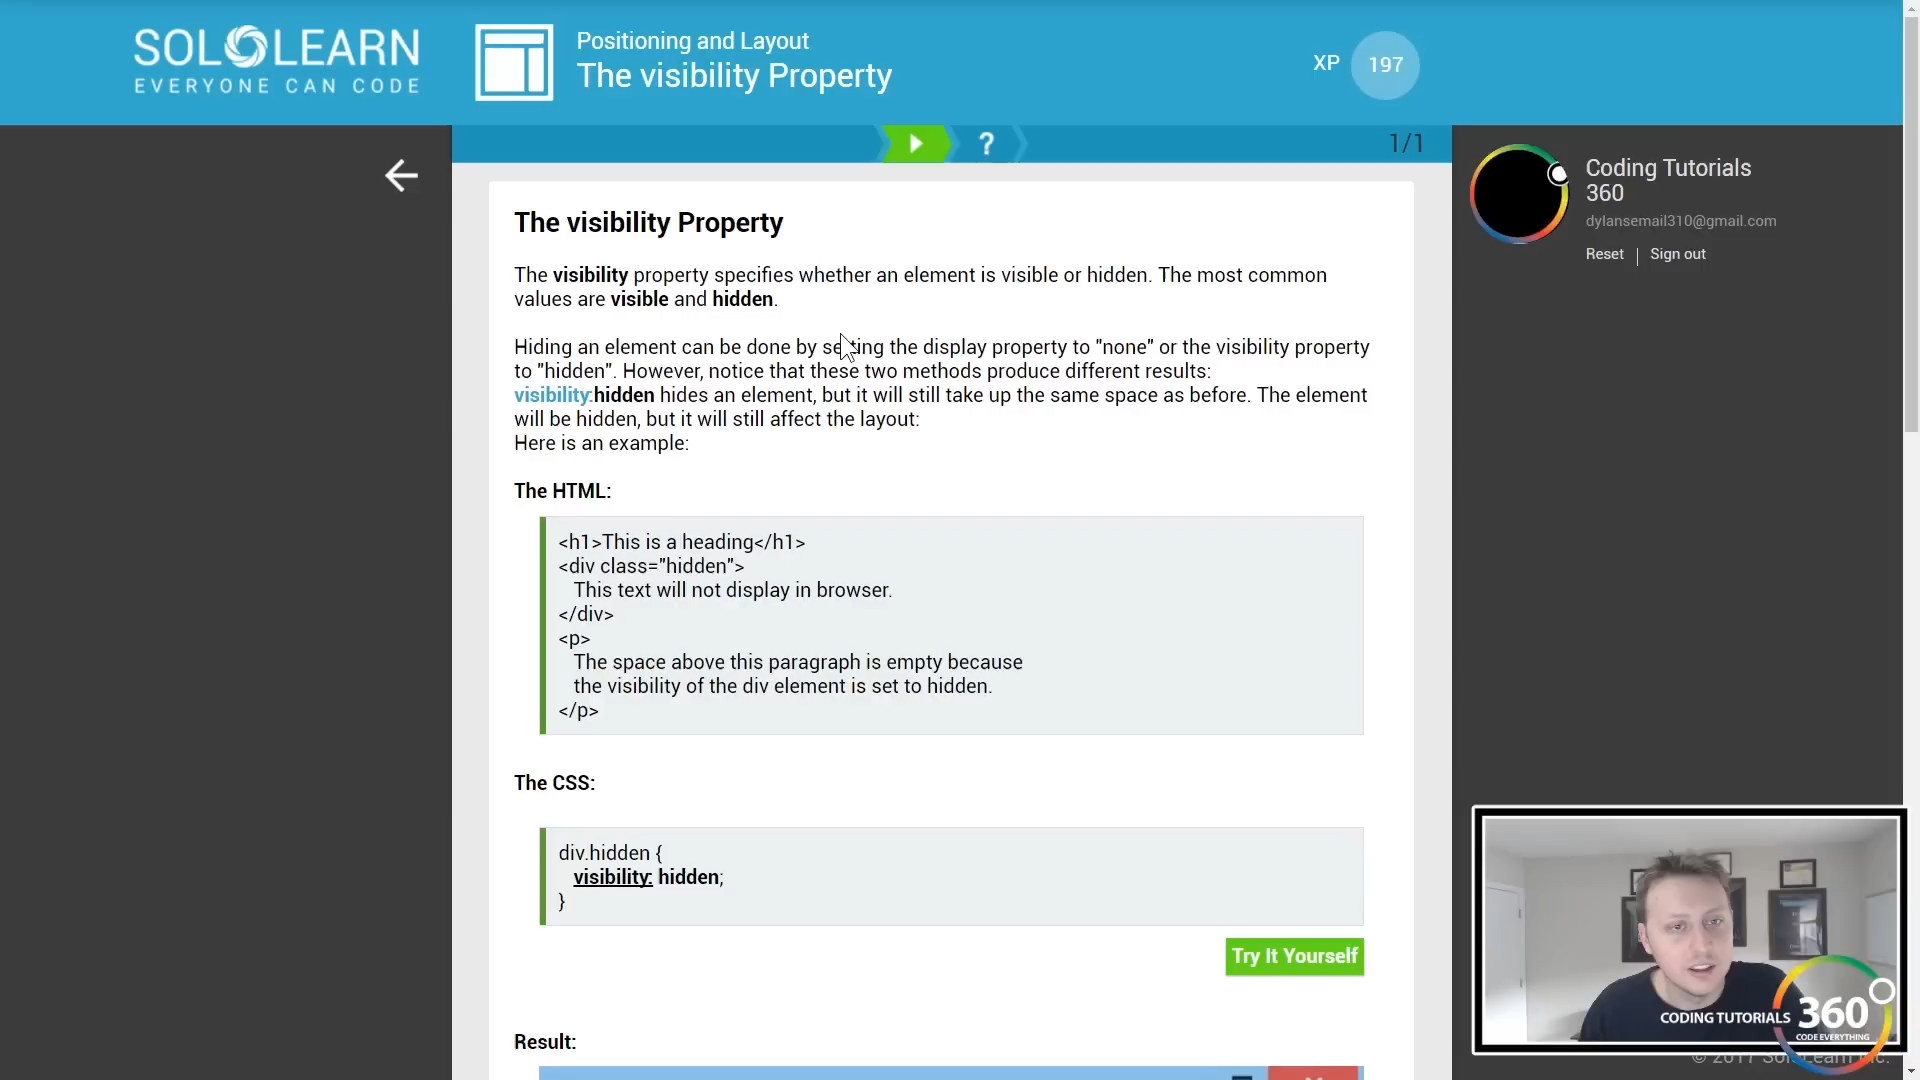 SOLOLEARN
EVERYONE CAN CODE
Positioning and Layout
The visibility Property
XP
197
?
1/1
Coding Tutorials
360
dylansemail310@gmail.com
Reset | Sign out
The visibility Property
The visibility property specifies whether an element is visible or hidden. The most common
values are visible and hidden.
Hiding an element can be done by setting the display property to "none" or the visibility property
to "hidden". However, notice that these two methods produce different results:
visibility:hidden hides an element, but it will still take up the same space as before. The element
will be hidden, but it will still affect the layout:
Here is an example:
The HTML:
<h1>This is a heading</h1>
<div class="hidden">
This text will not display in browser.
</div>
<p>
The space above this paragraph is empty because
the visibility of the div element is set to hidden.
</p>
The CSS:
div.hidden {
visibility: hidden;
}
Try It Yourself
Result:
CODING TUTORIALS 360
CODE EVERYTHING
© 2017 SoloLearn Inc.